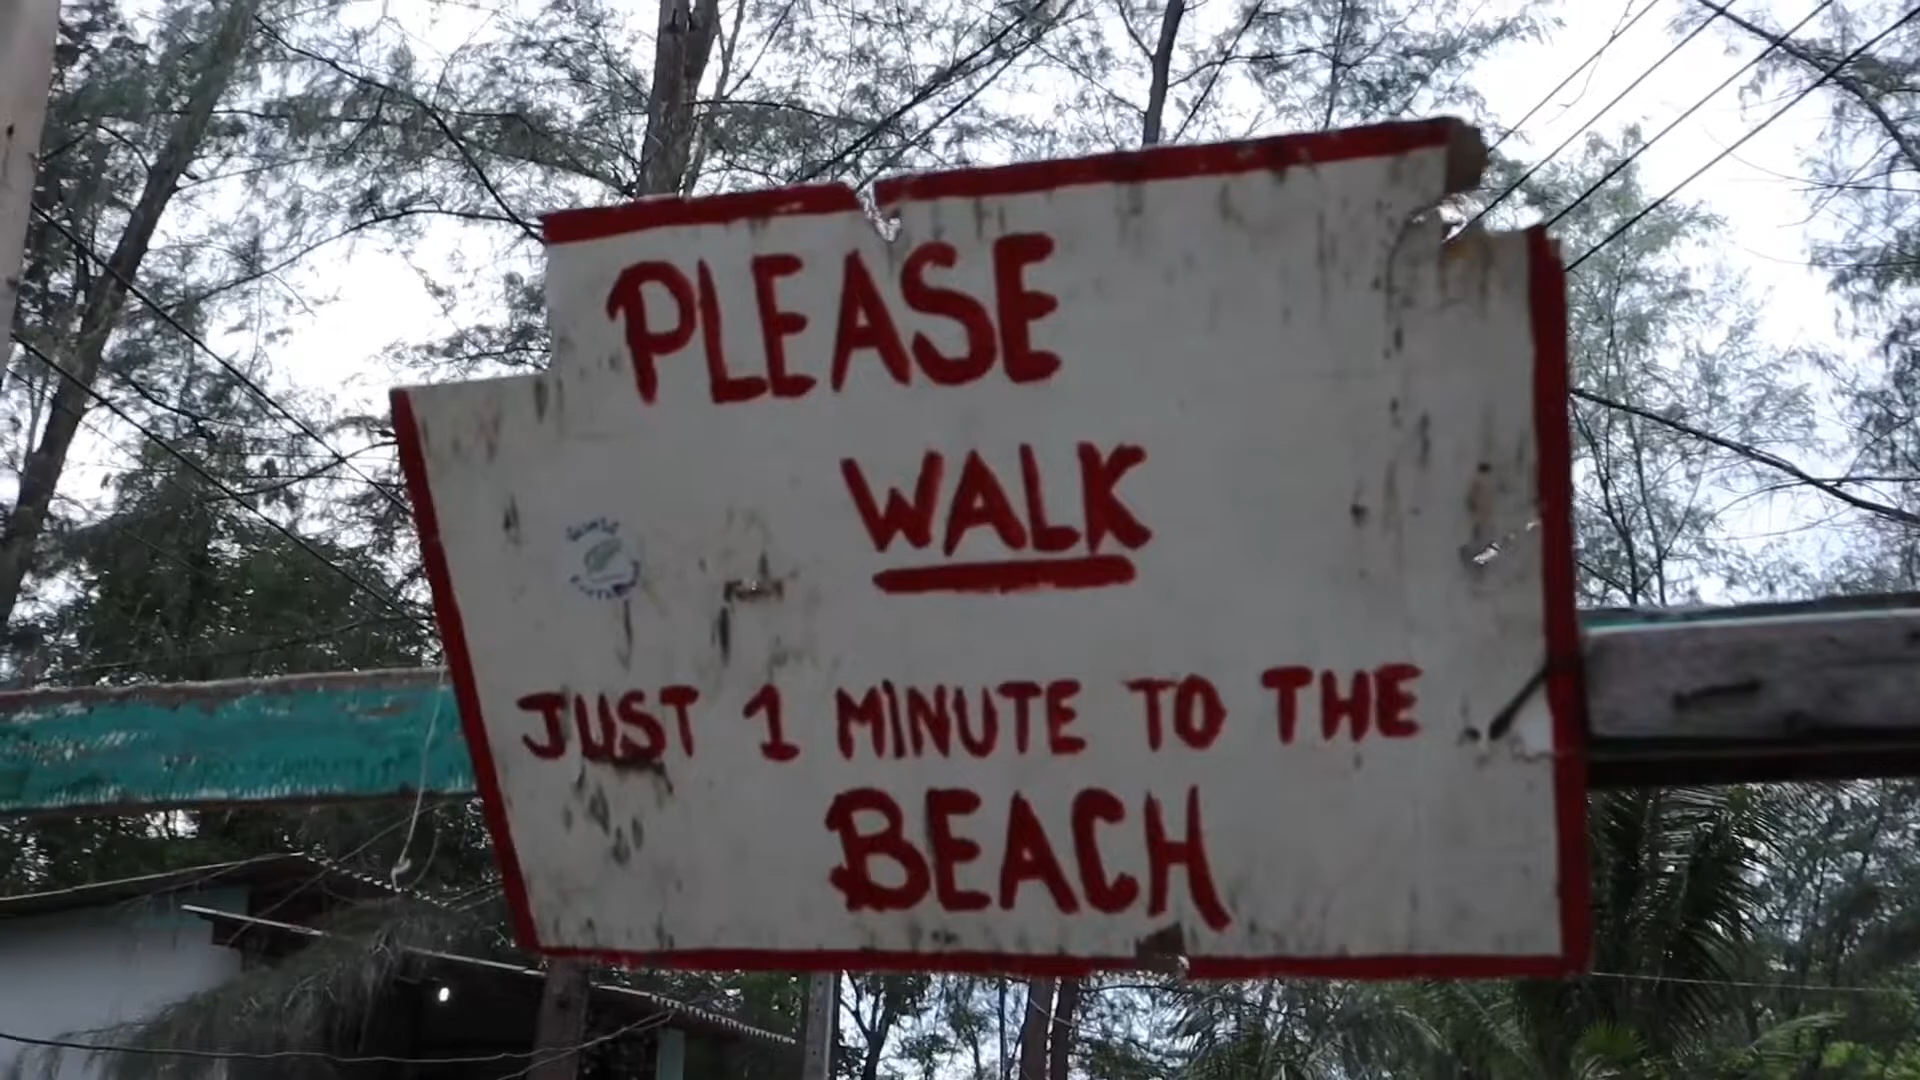 PLEASE
WALK
JUST 1 MINUTE TO THE
BEACH